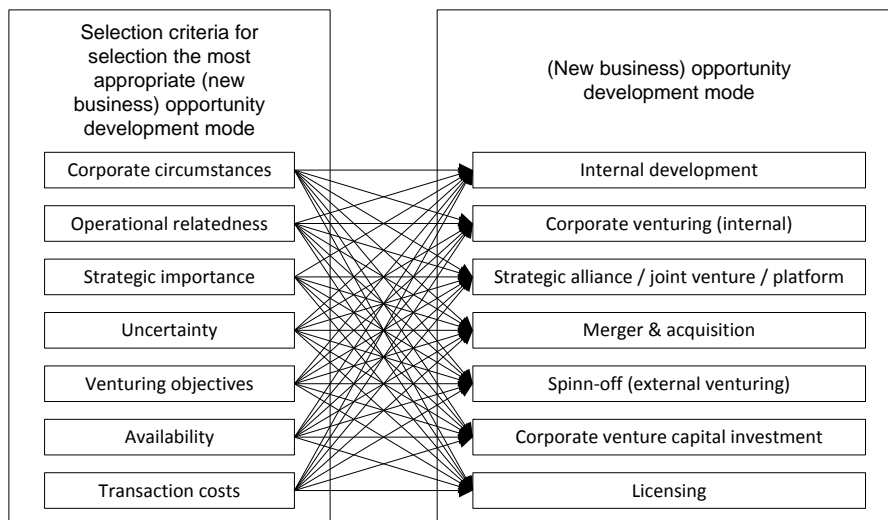 Selection criteria for
selection the most
appropriate (new
business) opportunity
development mode
Corporate circumstances
Operational relatedness
Strategic importance
Uncertainty
Venturing objectives
Availability
Transaction costs
(New business) opportunity
development mode
Internal development
Corporate venturing (internal)
Strategic alliance / joint venture / platform
Merger & acquisition
Spinn-off (external venturing)
Corporate venture capital investment
Licensing